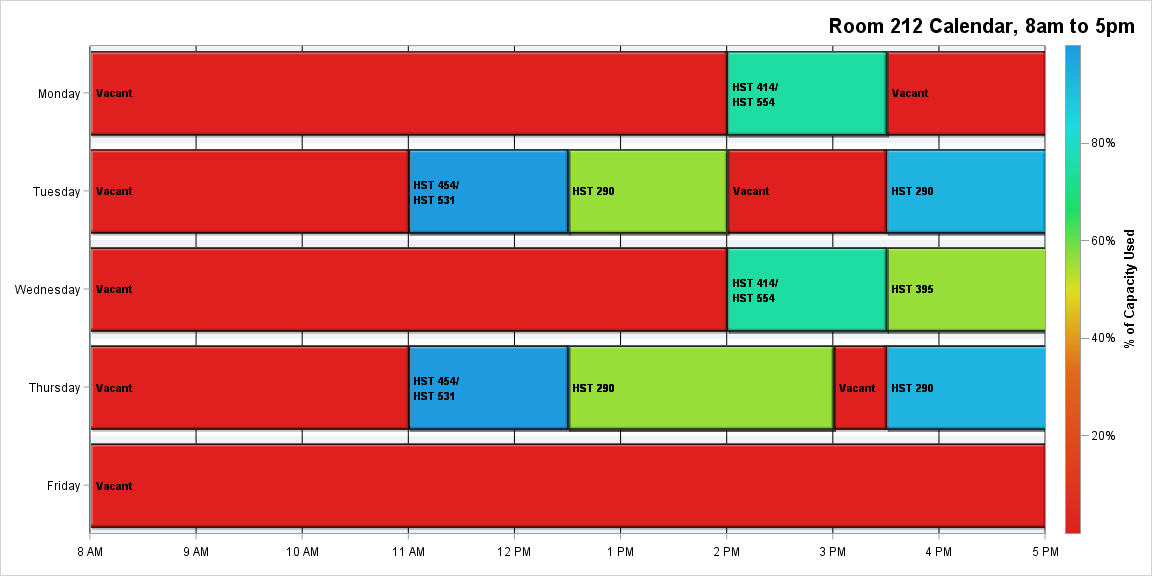 Room 212 Calendar, 8am to 5pm
Monday
Vacant
HST 414/
HST 554
Vacant
Tuesday
Vacant
HST 454/
HST 531
HST 290
Vacant
HST 290
Wednesday
Vacant
HST 414/
HST 554
HST 395
Thursday
Vacant
HST 454/
HST 531
HST 290
Vacant
HST 290
Friday
Vacant
8 AM
9 AM
10 AM
11 AM
12 PM
1 PM
2 PM
3 PM
4 PM
5 PM
80%
60%
40%
20%
% of Capacity Used